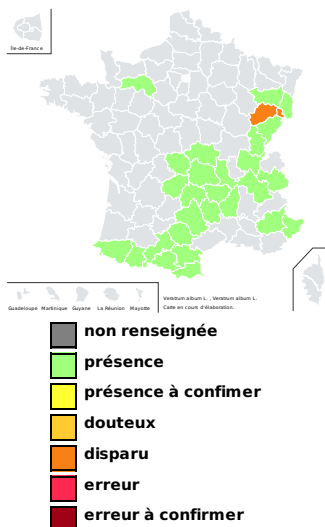 Île-de-France
Guadeloupe Martinique Guyane La Réunion Mayotte
Veratrum album L. , Veratrum album L.
Carte en cours d'élaboration.
non renseignée
présence
présence à confimer
douteux
disparu
erreur
erreur à confirmer